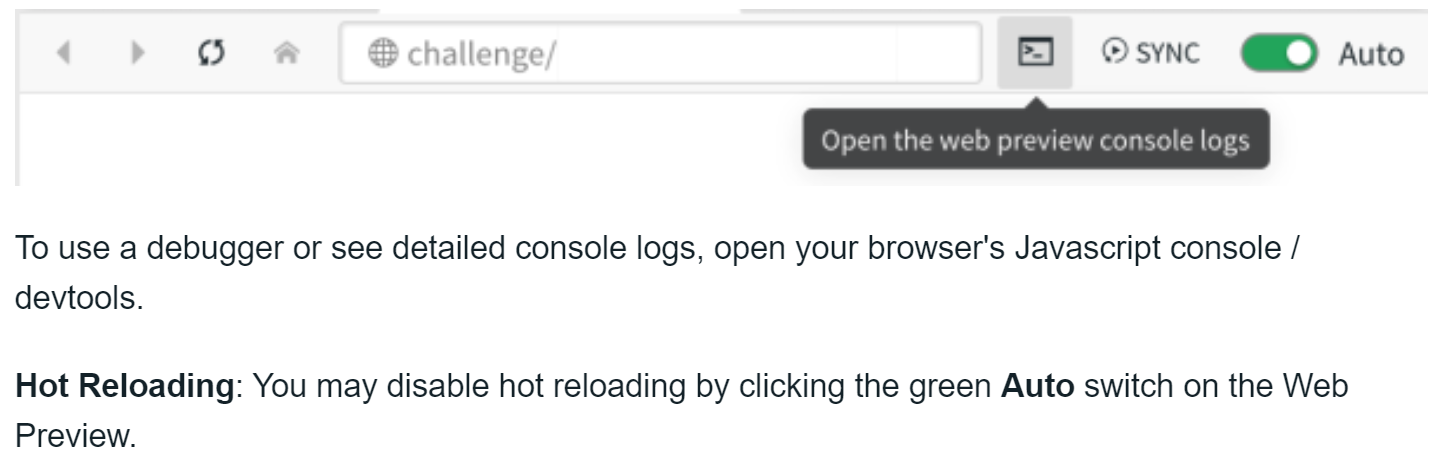 challenge/ SYNC Auto
Open the web preview console logs
To use a debugger or see detailed console logs, open your browser's Javascript console /
devtools.
Hot Reloading: You may disable hot reloading by clicking the green Auto switch on the Web
Preview.